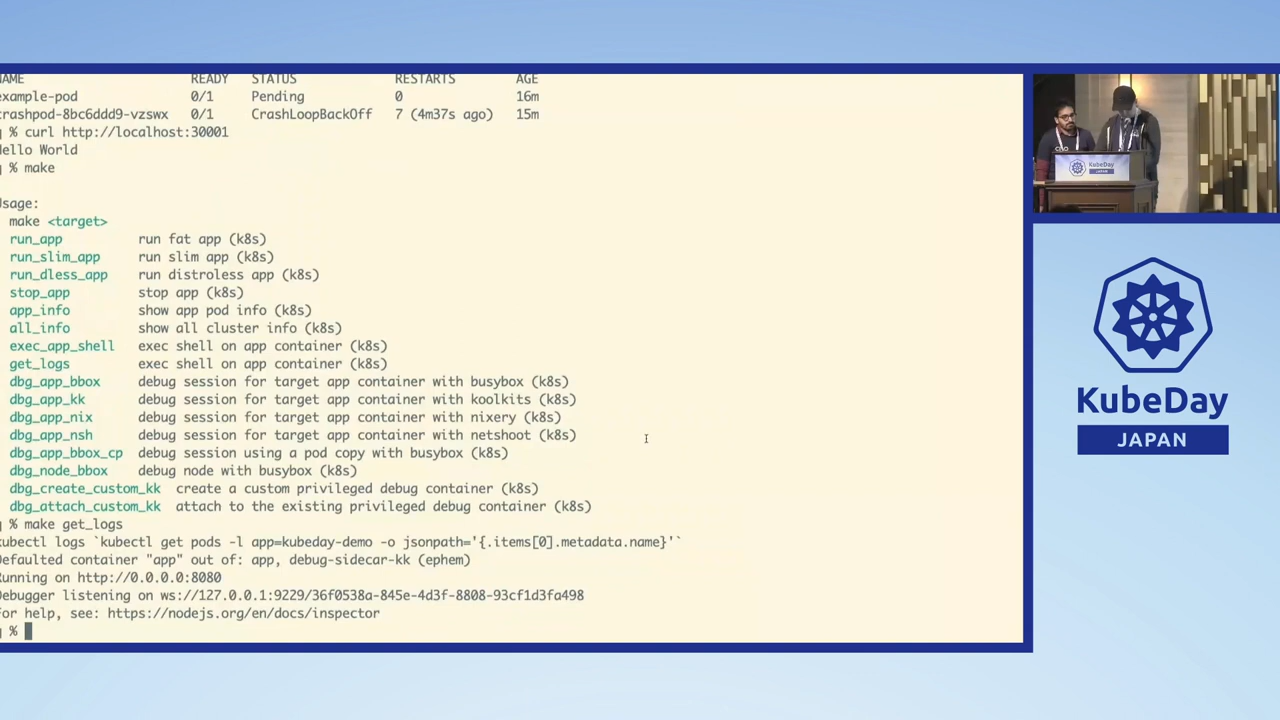 AME READY STATUS RESTARTS AGE
example-pod 0/1 Pending 0 16m
crashpod-8bc6ddd9-vzswx 0/1 CrashLoopBackOff 7 (4m37s ago) 15m
% curl http://localhost:30001
ello World
% make
Usage:
make <target>
run_app run fat app (k8s)
run_slim_app run slim app (k8s)
run_dless_app run distroless app (k8s)
stop_app stop app (k8s)
app_info show app pod info (k8s)
all_info show all cluster info (k8s)
exec_app_shell exec shell on app container (k8s)
get_logs exec shell on app container (k8s)
dbg_app_bbox debug session for target app container with busybox (k8s)
dbg_app_kk debug session for target app container with koolkits (k8s)
dbg_app_nix debug session for target app container with nixery (k8s)
dbg_app_nsh debug session for target app container with netshoot (k8s)
dbg_app_bbox_cp debug session using a pod copy with busybox (k8s)
dbg_node_bbox debug node with busybox (k8s)
dbg_create_custom_kk create a custom privileged debug container (k8s)
dbg_attach_custom_kk attach to the existing privileged debug container (k8s)
% make get_logs
kubectl logs `kubectl get pods -l app=kubeday-demo -o jsonpath='{.items[0].metadata.name}'`
Defaulted container "app" out of: app, debug-sidecar-kk (ephem)
Running on http://0.0.0.0:8080
Debugger listening on ws://127.0.0.1:9229/36f0538a-845e-4d3f-8808-93cf1d3fa498
For help, see: https://nodejs.org/en/docs/inspector
%
KubeDay
JAPAN
KubeDay
JAPAN